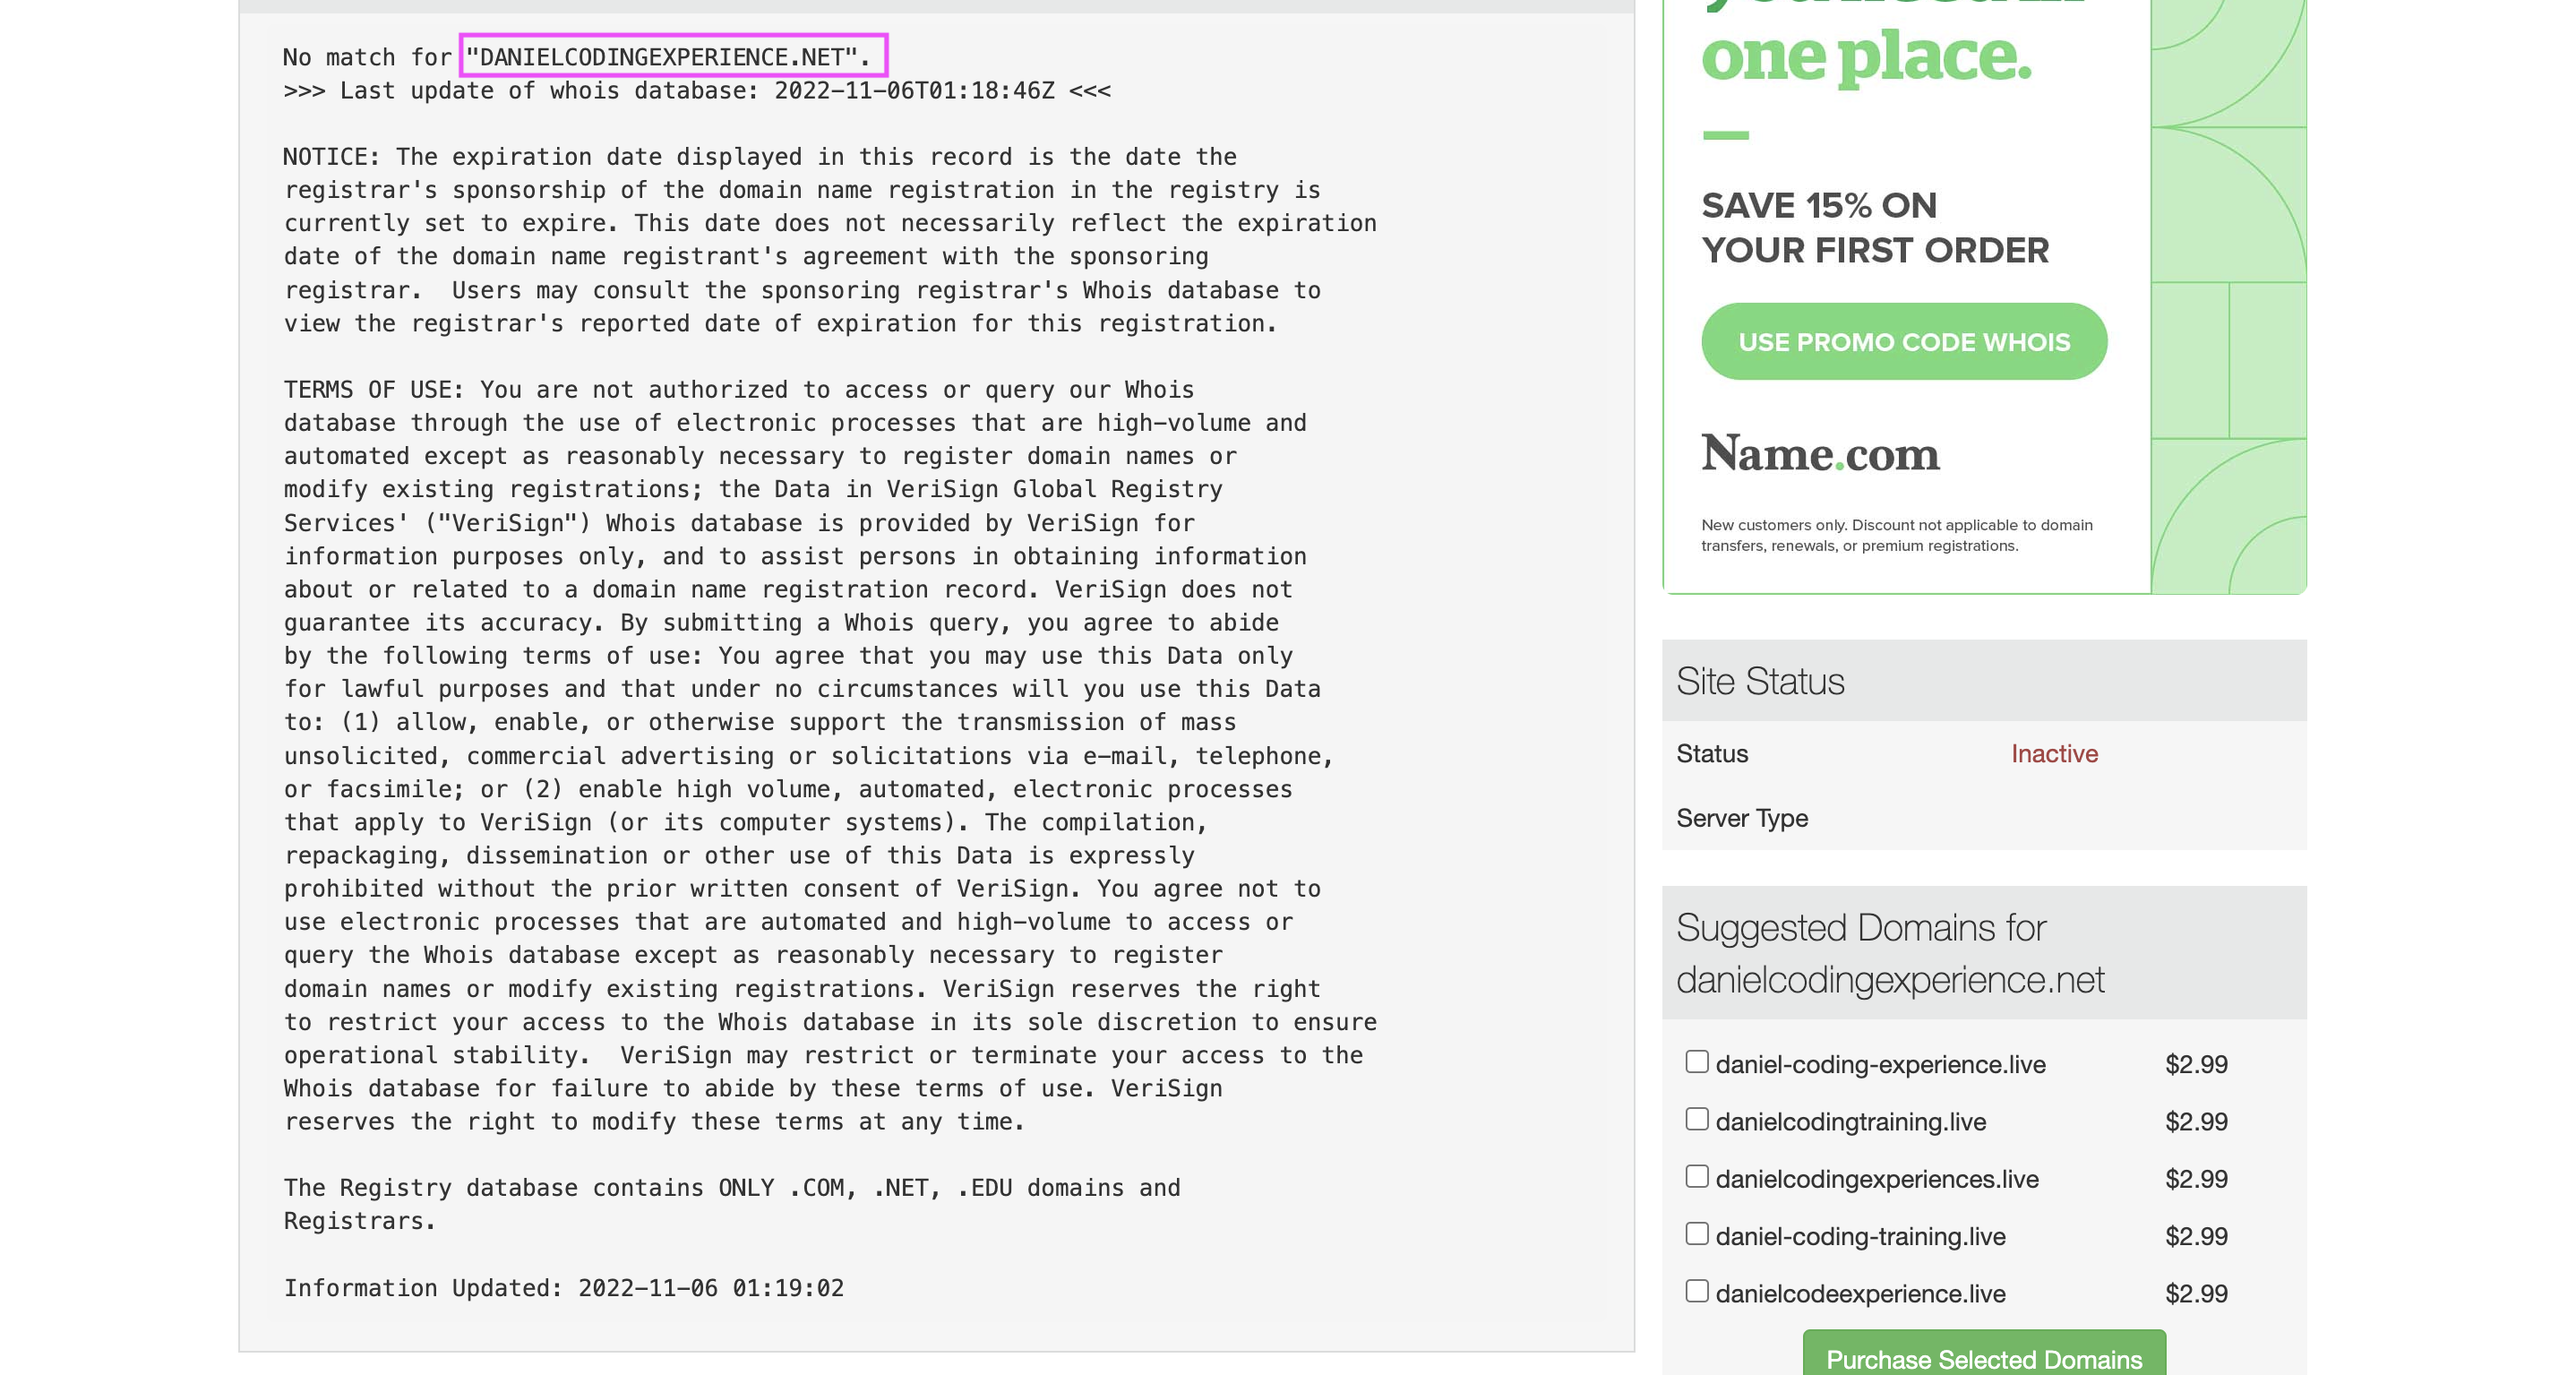 No match for "DANIELCODINGEXPERIENCE.NET".
>>> Last update of whois database: 2022-11-06T01:18:46Z <<<
NOTICE: The expiration date displayed in this record is the date the
registrar's sponsorship of the domain name registration in the registry is
currently set to expire. This date does not necessarily reflect the expiration
date of the domain name registrant's agreement with the sponsoring
registrar.  Users may consult the sponsoring registrar's Whois database to
view the registrar's reported date of expiration for this registration.
TERMS OF USE: You are not authorized to access or query our Whois
database through the use of electronic processes that are high-volume and
automated except as reasonably necessary to register domain names or
modify existing registrations; the Data in VeriSign Global Registry
Services' ("VeriSign") Whois database is provided by VeriSign for
information purposes only, and to assist persons in obtaining information
about or related to a domain name registration record. VeriSign does not
guarantee its accuracy. By submitting a Whois query, you agree to abide
by the following terms of use: You agree that you may use this Data only
for lawful purposes and that under no circumstances will you use this Data
to: (1) allow, enable, or otherwise support the transmission of mass
unsolicited, commercial advertising or solicitations via e-mail, telephone,
or facsimile; or (2) enable high volume, automated, electronic processes
that apply to VeriSign (or its computer systems). The compilation,
repackaging, dissemination or other use of this Data is expressly
prohibited without the prior written consent of VeriSign. You agree not to
use electronic processes that are automated and high-volume to access or
query the Whois database except as reasonably necessary to register
domain names or modify existing registrations. VeriSign reserves the right
to restrict your access to the Whois database in its sole discretion to ensure
operational stability.  VeriSign may restrict or terminate your access to the
Whois database for failure to abide by these terms of use. VeriSign
reserves the right to modify these terms at any time.
The Registry database contains ONLY .COM, .NET, .EDU domains and
Registrars.
Information Updated: 2022-11-06 01:19:02
one place.
SAVE 15% ON
YOUR FIRST ORDER
USE PROMO CODE WHOIS
Name.com
New customers only. Discount not applicable to domain
transfers, renewals, or premium registrations.
Site Status
Status Inactive
Server Type
Suggested Domains for
danielcodingexperience.net
daniel-coding-experience.live $2.99
danielcodingtraining.live $2.99
danielcodingexperiences.live $2.99
daniel-coding-training.live $2.99
danielcodeexperience.live $2.99
Purchase Selected Domains